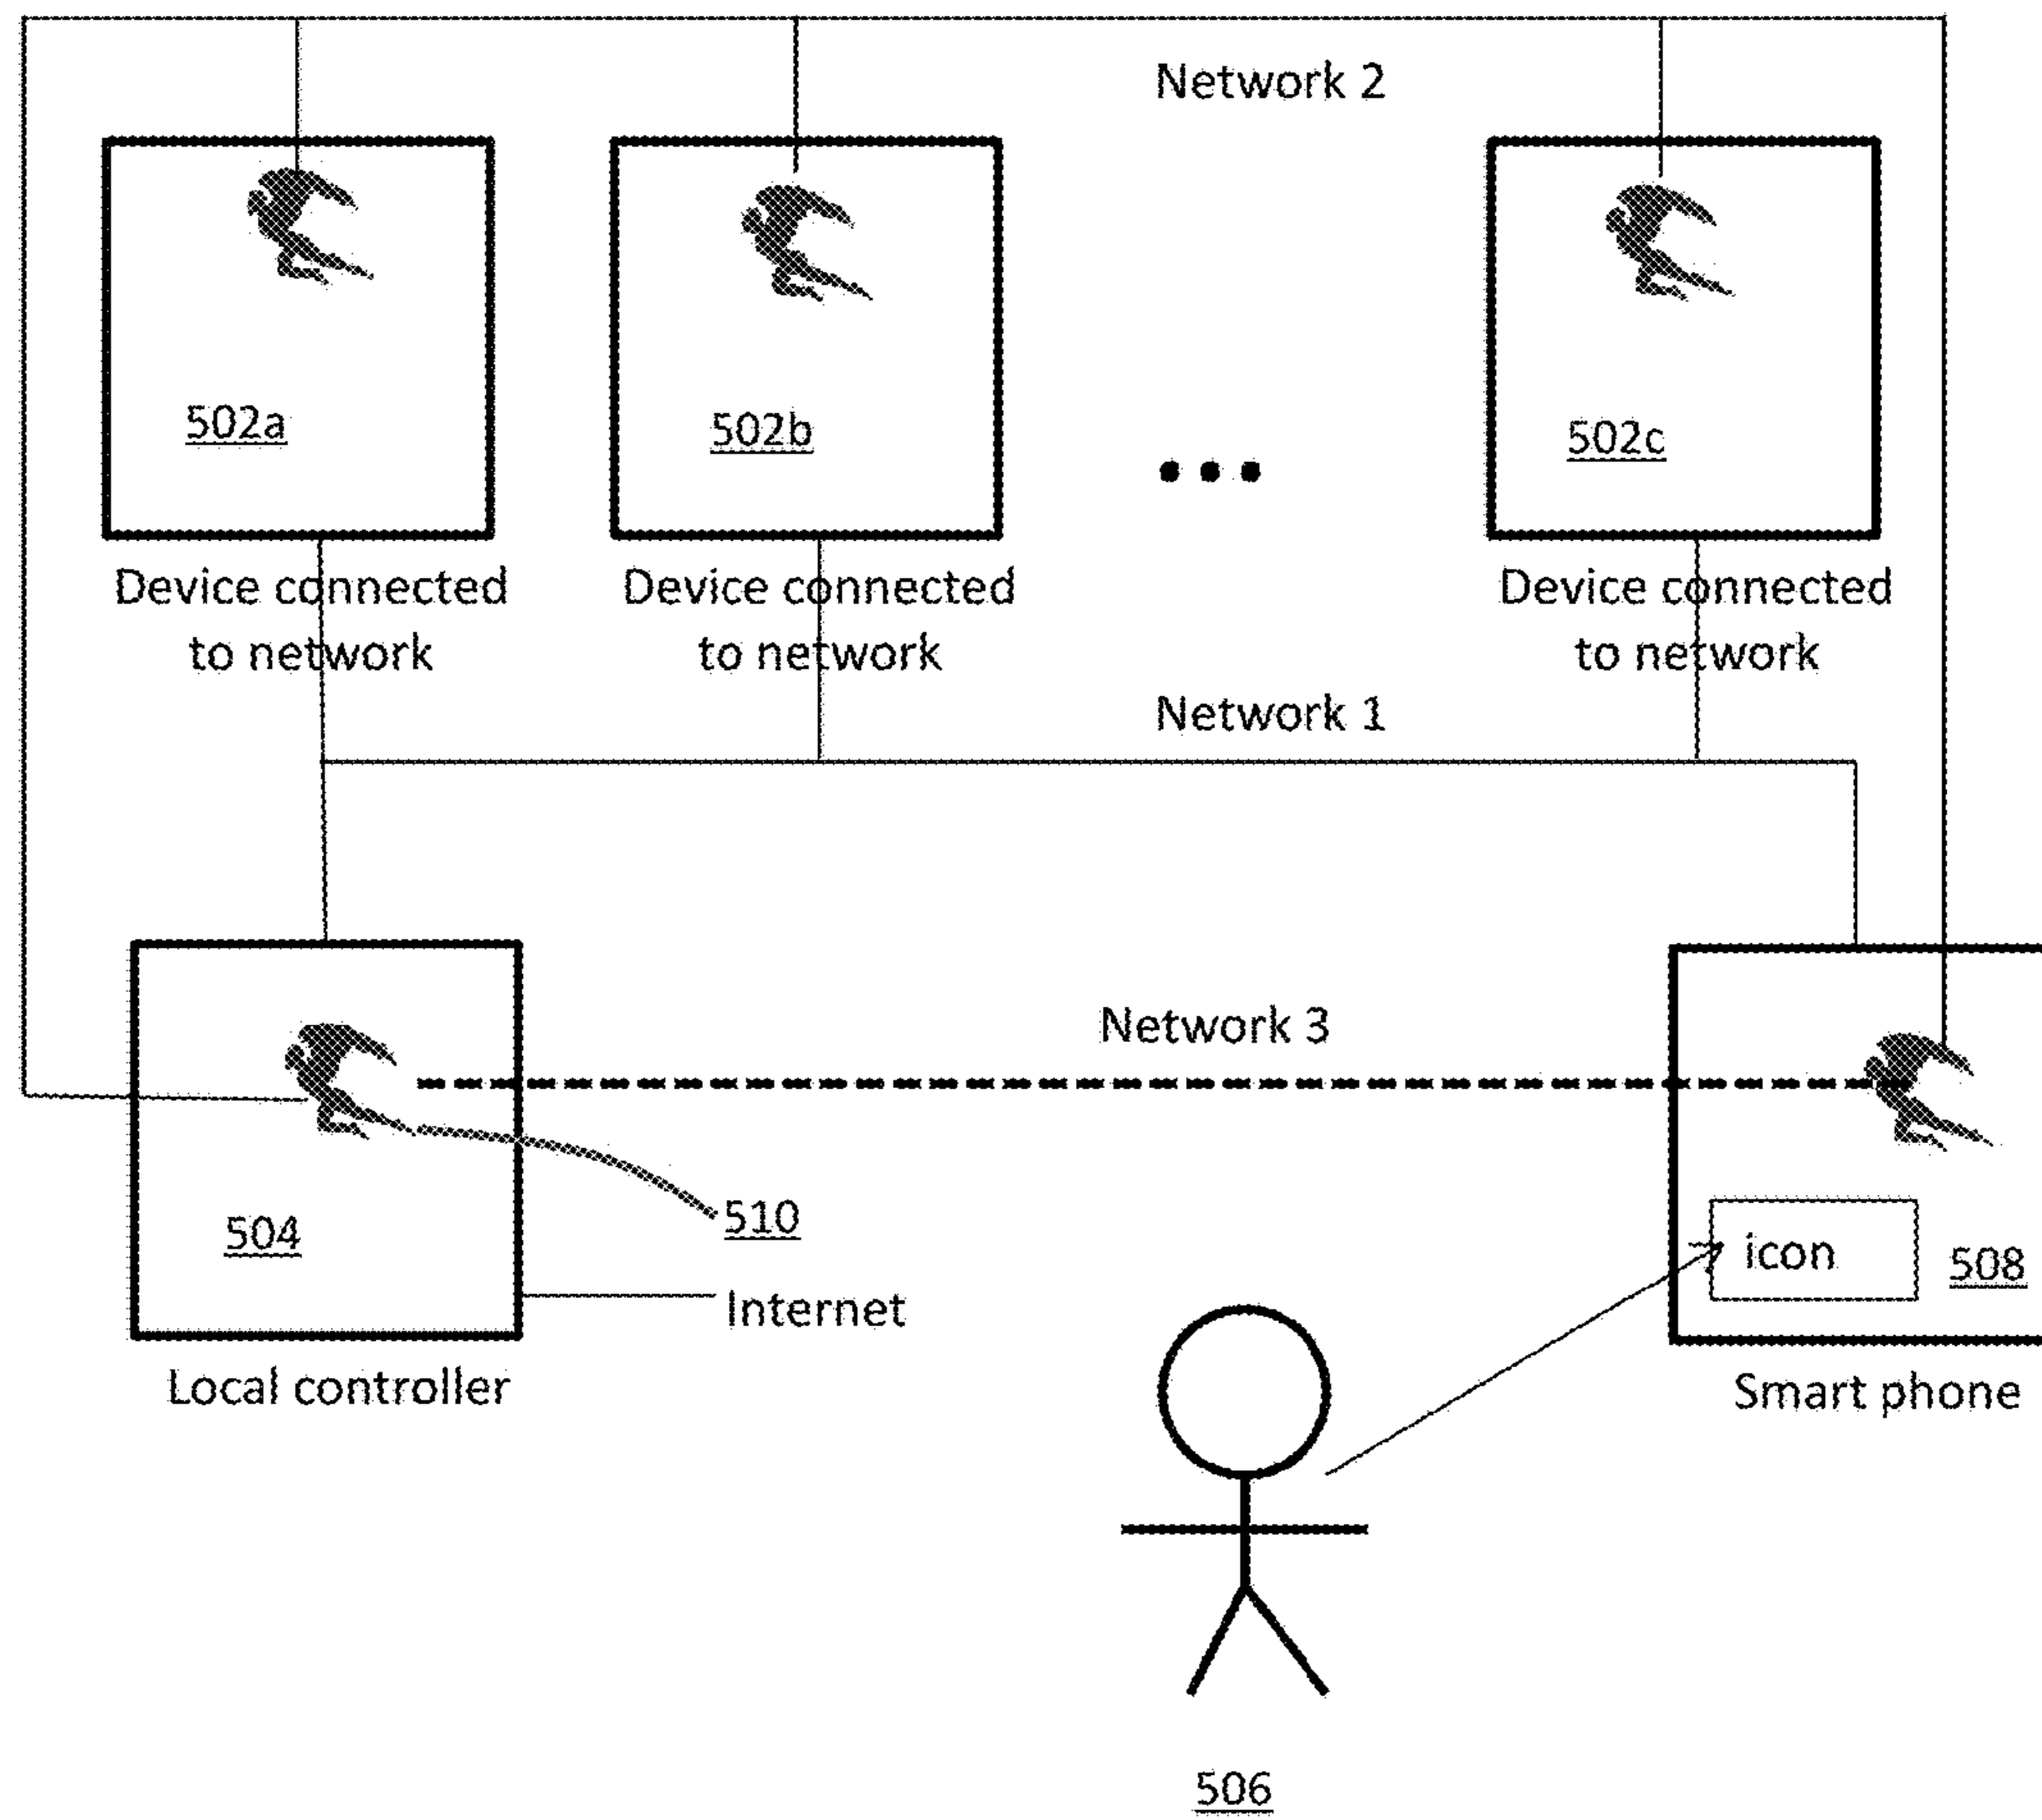 Network 2
502a
502b
502c
...
Device connected
to network
Device connected
to network
Device connected
to network
Network 1
Network 3
504
510
Internet
icon
508
Local controller
Smart phone
506